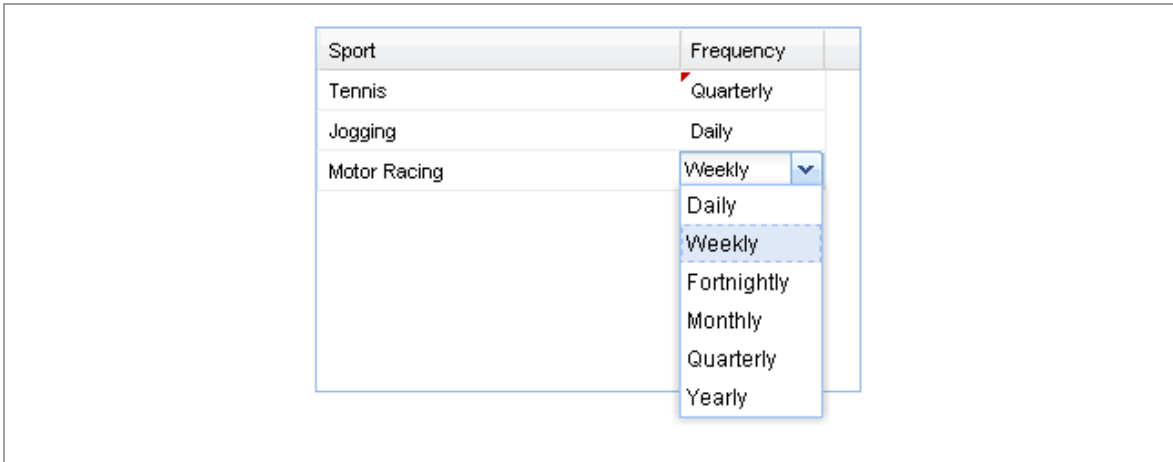 Sport Frequency
Tennis Quarterly
Jogging Daily
Motor Racing Weekly
Daily
Weekly
Fortnightly
Monthly
Quarterly
Yearly